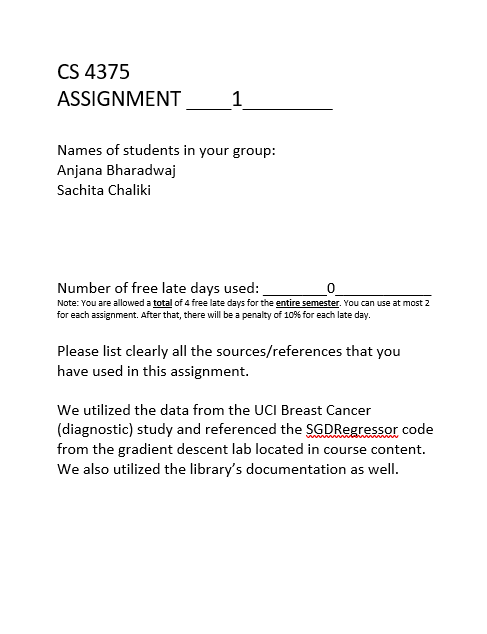 CS 4375
ASSIGNMENT ____1________
Names of students in your group:
Anjana Bharadwaj
Sachita Chaliki
Number of free late days used: ________0____________
Note: You are allowed a total of 4 free late days for the entire semester. You can use at most 2
for each assignment. After that, there will be a penalty of 10% for each late day.
Please list clearly all the sources/references that you
have used in this assignment.
We utilized the data from the UCI Breast Cancer
(diagnostic) study and referenced the SGDRegressor code
from the gradient descent lab located in course content.
We also utilized the library’s documentation as well.